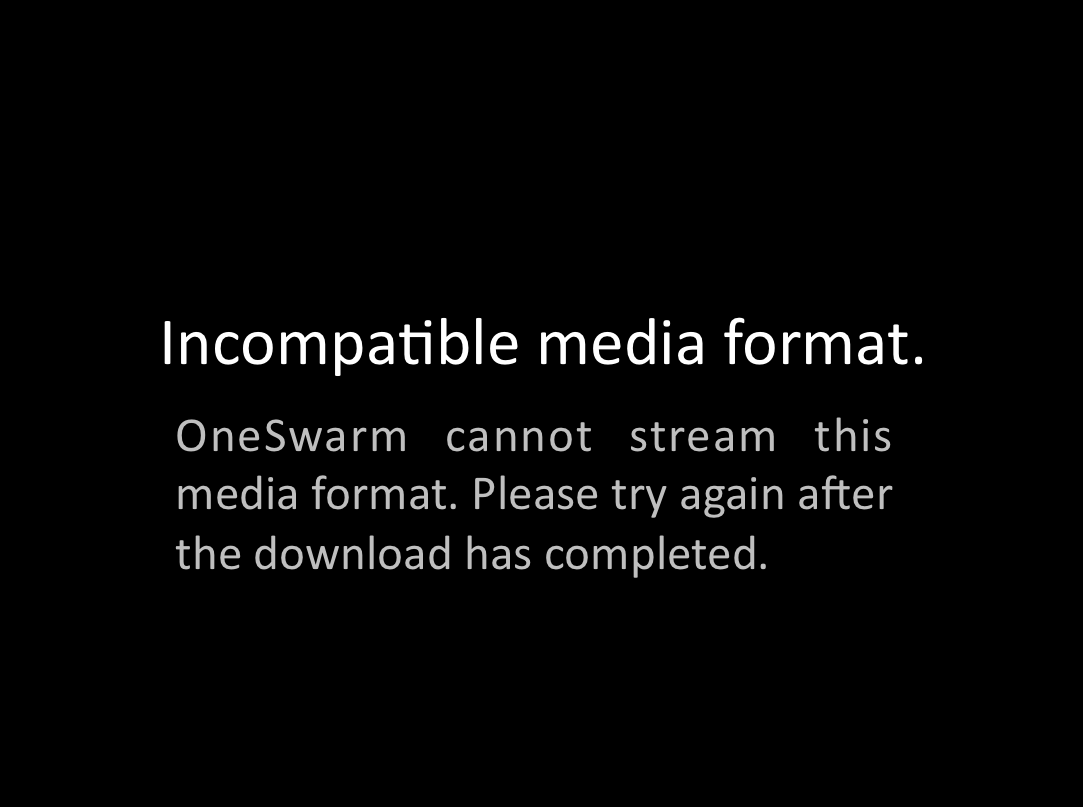 Incompatible media format.
OneSwarm cannot stream this
media format. Please try again after
the download has completed.